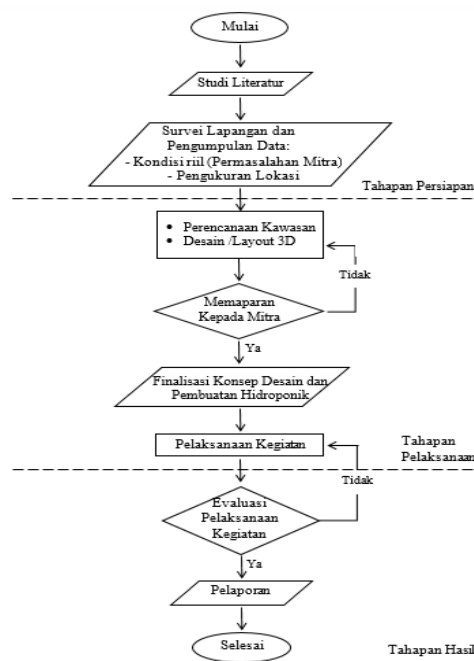 Mulai
Studi Literatur
Survei Lapangan dan
Pengumpulan Data:
- Kondisi riil (Permasalahan Mitra)
- Pengukuran Lokasi
Tahapan Persiapan
• Perencanaan Kawasan
• Desain /Layout 3D
Tidak
Memaparan
Kepada Mitra
Ya
Finalisasi Konsep Desain dan
Pembuatan Hidroponik
Pelaksanaan Kegiatan
Tahapan
Pelaksanaan
Tidak
Evaluasi
Pelaksanaan
Kegiatan
Ya
Pelaporan
Selesai
Tahapan Hasil